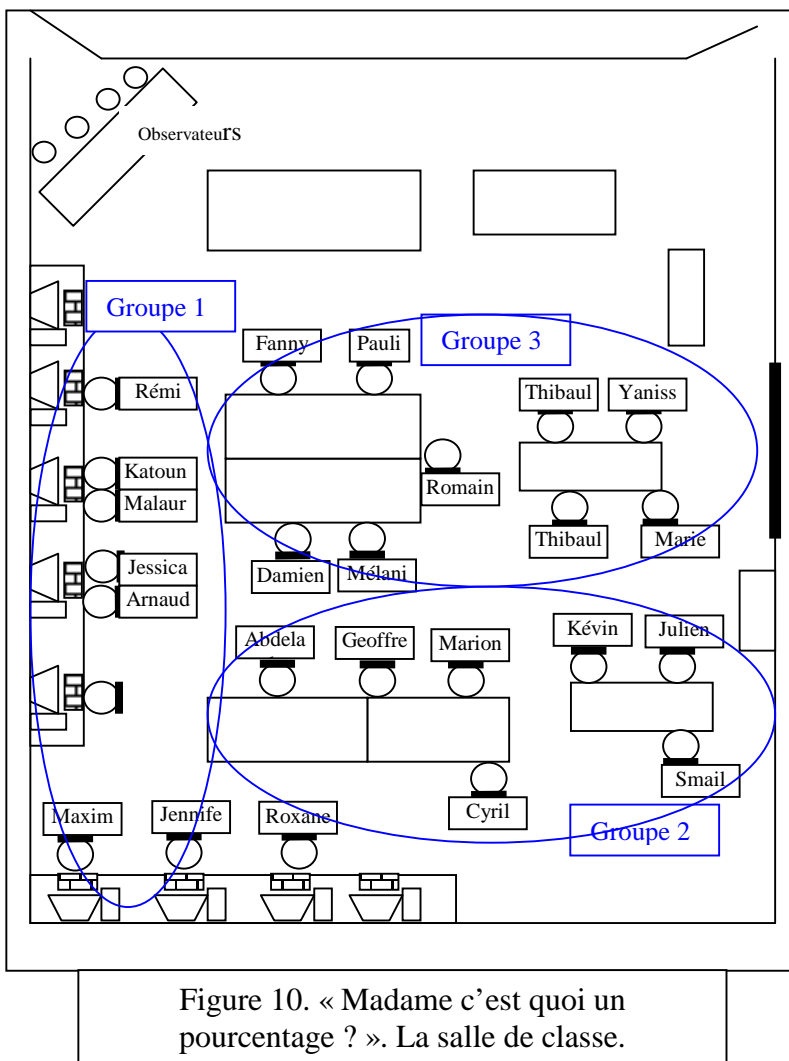 Observateurs
Groupe 1
Fanny
Pauli
Groupe 3
Rémi
Thibaul
Yaniss
Katoun
Malaur
Romain
Thibaul
Marie
Jessica
Arnaud
Damien
Mélani
Abdela
Geoffre
Marion
Kévin
Julien
Smail
Maxim
Jennife
Roxane
Cyril
Groupe 2
Figure 10. « Madame c’est quoi un
pourcentage ? ». La salle de classe.